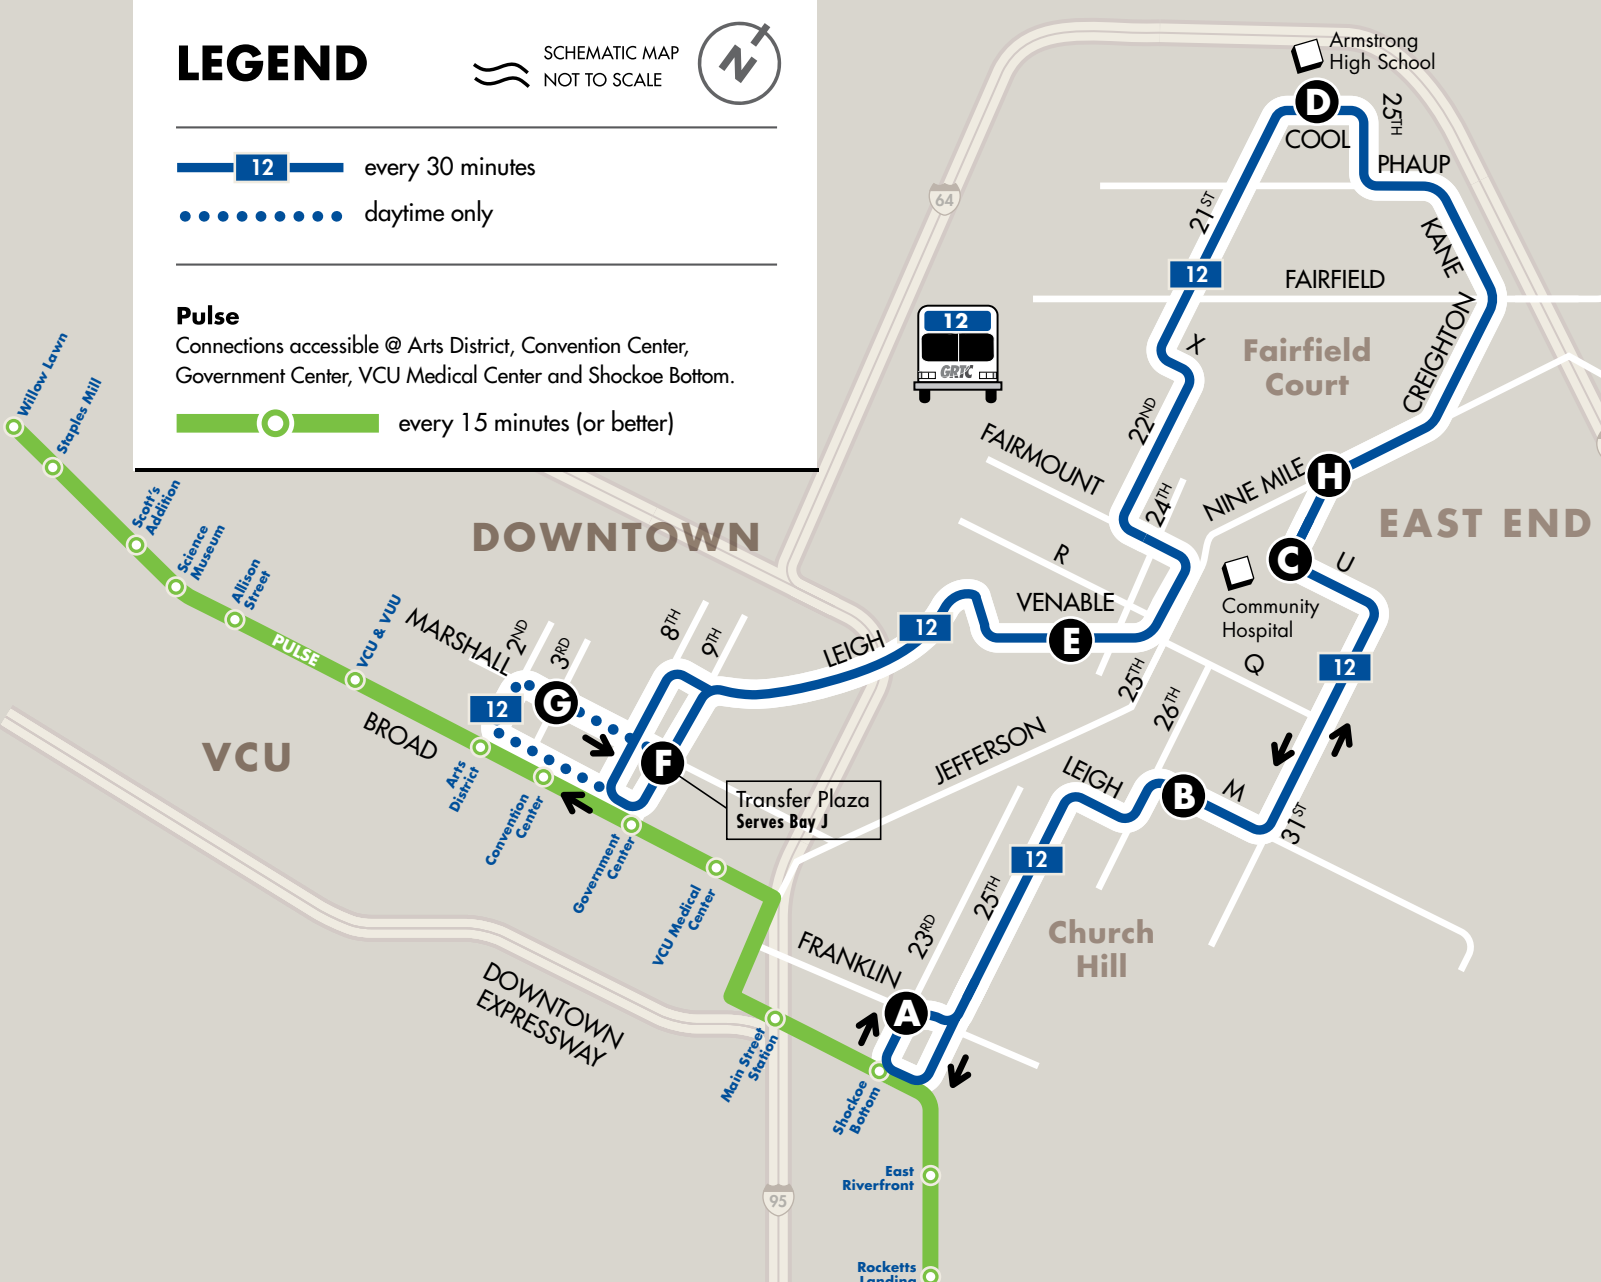 LEGEND
SCHEMATIC MAP
NOT TO SCALE
N
12
every 30 minutes
daytime only
Pulse
Connections accessible @ Arts District, Convention Center,
Government Center, VCU Medical Center and Shockoe Bottom.
every 15 minutes (or better)
Armstrong
High School
D
COOL
25TH
PHAUP
64
21ST
KANE
12
FAIRFIELD
12
GRTC
X
Fairfield
Court
CREIGHTON
22ND
FAIRMOUNT
24TH
NINE MILE
H
EAST END
R
C
U
Community
Hospital
VENABLE
E
Q
12
25TH
26TH
Willow Lawn
Staples Mill
Scott's
Addition
Science
Museum
Allison
Street
PULSE
VCU & VUU
DOWNTOWN
MARSHALL
2ND
3RD
8TH
9TH
LEIGH
12
12
G
F
BROAD
VCU
Arts
District
Convention
Center
Government
Center
VCU Medical
Center
Transfer Plaza
Serves Bay J
JEFFERSON
LEIGH
B
M
31ST
12
25TH
23RD
Church
Hill
FRANKLIN
A
DOWNTOWN
EXPRESSWAY
Main Street
Station
Shockoe
Bottom
East
Riverfront
95
Rocketts
Landing